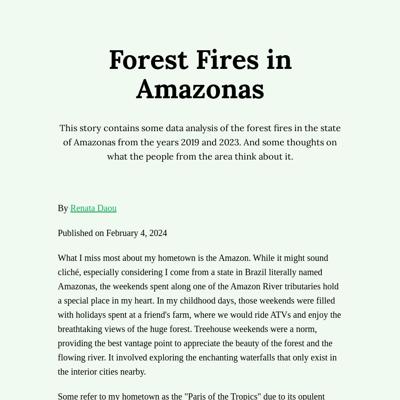 Forest Fires in
Amazonas
This story contains some data analysis of the forest fires in the state
of Amazonas from the years 2019 and 2023. And some thoughts on
what the people from the area think about it.
By Renata Daou
Published on February 4, 2024
What I miss most about my hometown is the Amazon. While it might sound
cliché, especially considering I come from a state in Brazil literally named
Amazonas, the weekends spent along one of the Amazon River tributaries hold
a special place in my heart. In my childhood days, those weekends were filled
with holidays spent at a friend's farm, where we would ride ATVs and enjoy the
breathtaking views of the huge forest. Treehouse weekends were a norm,
providing the best vantage point to appreciate the beauty of the forest and the
flowing river. It involved exploring the enchanting waterfalls that only exist in
the interior cities nearby.
Some refer to my hometown as the "Paris of the Tropics" due to its opulent